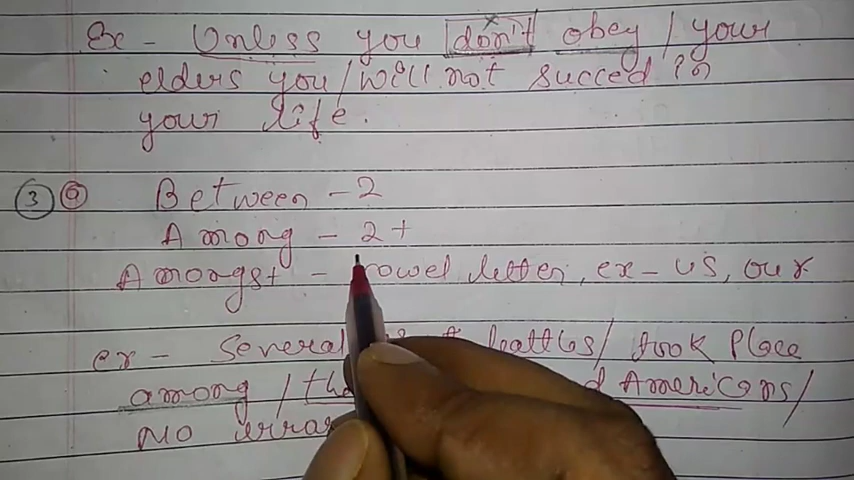 Ex - Unless you don't obey / your
elders you / will not succed in
your life.
3 a Between - 2
Among - 2 +
Amongst - vowel letter, ex - us, our
ex - Several battles / took Place
among / Americans /
No error